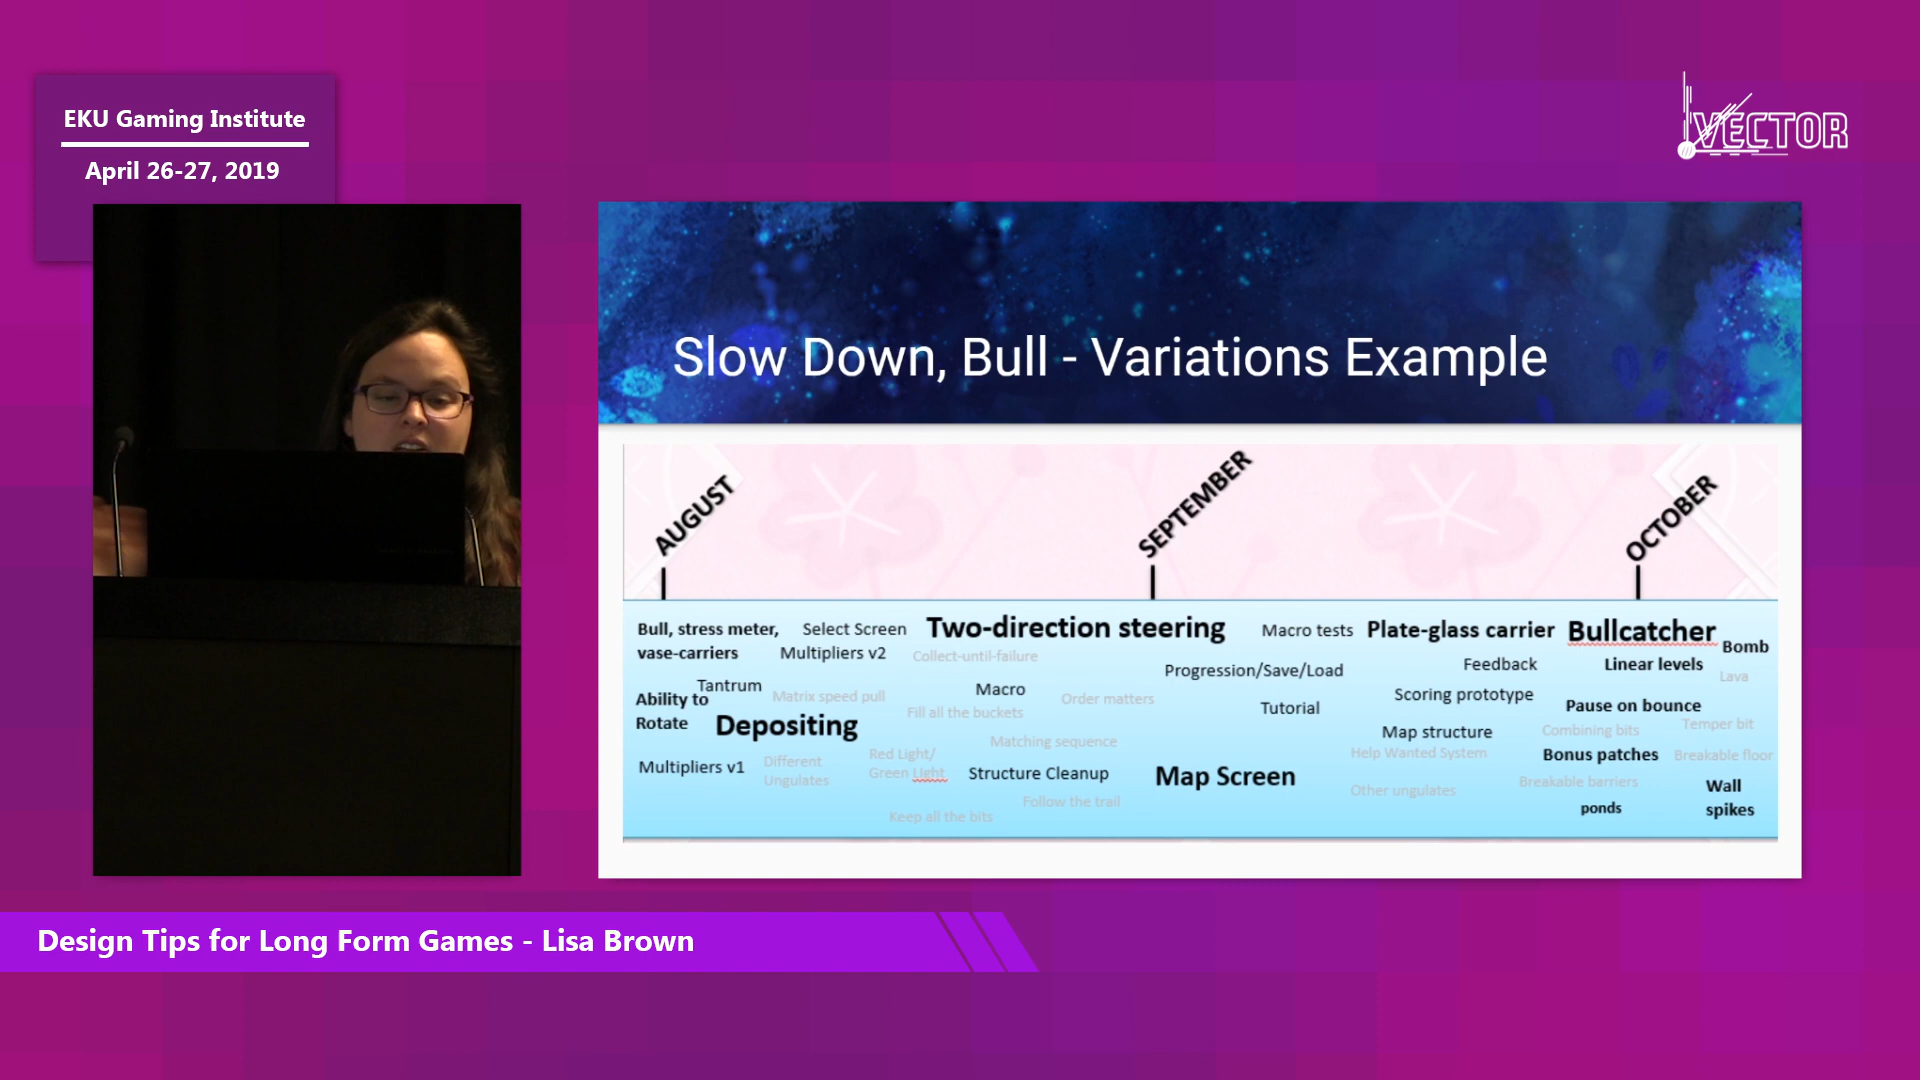 EKU Gaming Institute
April 26-27, 2019
VECTOR
Slow Down, Bull - Variations Example
AUGUST
SEPTEMBER
OCTOBER
Bull, stress meter,
vase-carriers
Select Screen
Multipliers v2
Two-direction steering
Collect-until-failure
Macro tests
Plate-glass carrier
Bullcatcher
Bomb
Progression/Save/Load
Feedback
Linear levels
Lava
Tantrum
Ability to
Rotate
Matrix speed pull
Macro
Order matters
Fill all the buckets
Tutorial
Scoring prototype
Pause on bounce
Depositing
Matching sequence
Map structure
Combining bits
Temper bit
Multipliers v1
Different
Ungulates
Red Light/
Green Light
Structure Cleanup
Map Screen
Help Wanted System
Bonus patches
Breakable floor
Follow the trail
Keep all the bits
Other ungulates
Breakable barriers
ponds
Wall
spikes
Design Tips for Long Form Games - Lisa Brown